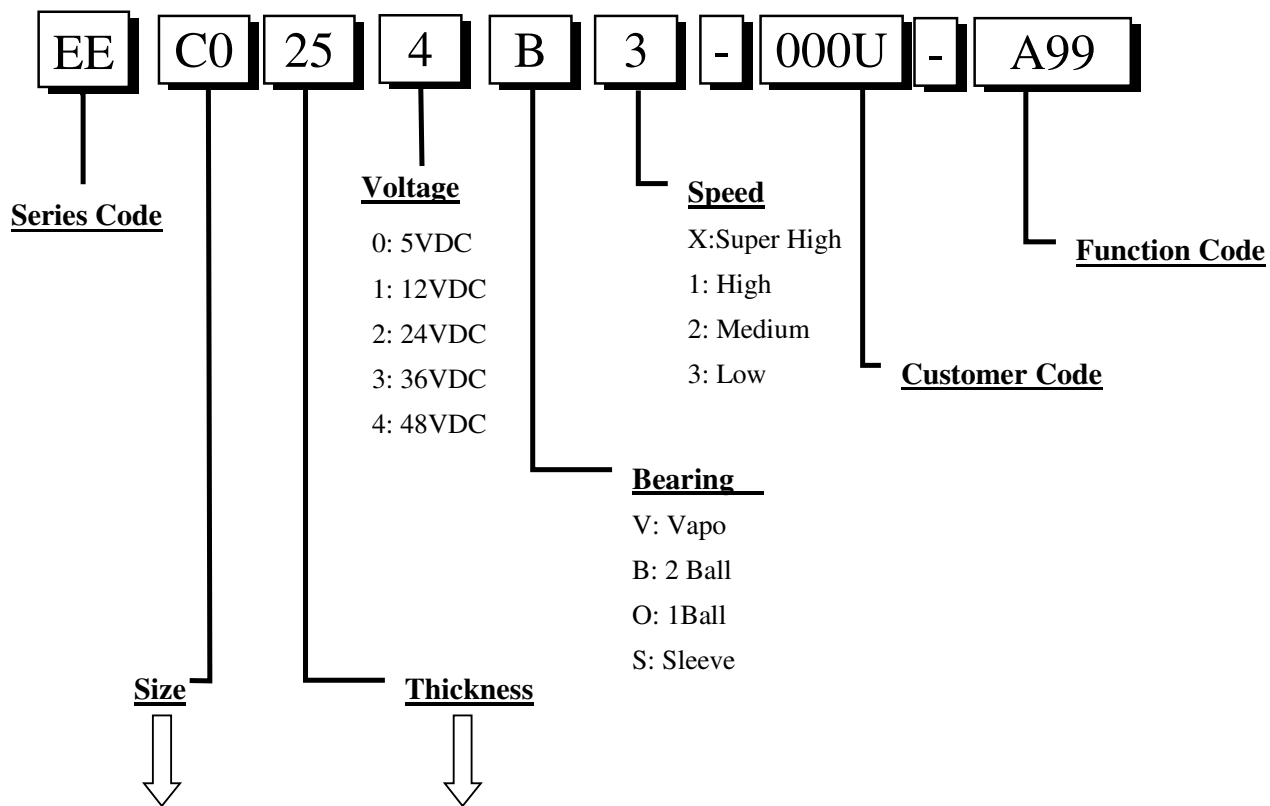 EE C0 25 4 B 3 - 000U - A99
Series Code
Voltage
0: 5VDC
1: 12VDC
2: 24VDC
3: 36VDC
4: 48VDC
Speed
X:Super High
1: High
2: Medium
3: Low
Function Code
Customer Code
Bearing
V: Vapo
B: 2 Ball
O: 1Ball
S: Sleeve
Size
Thickness